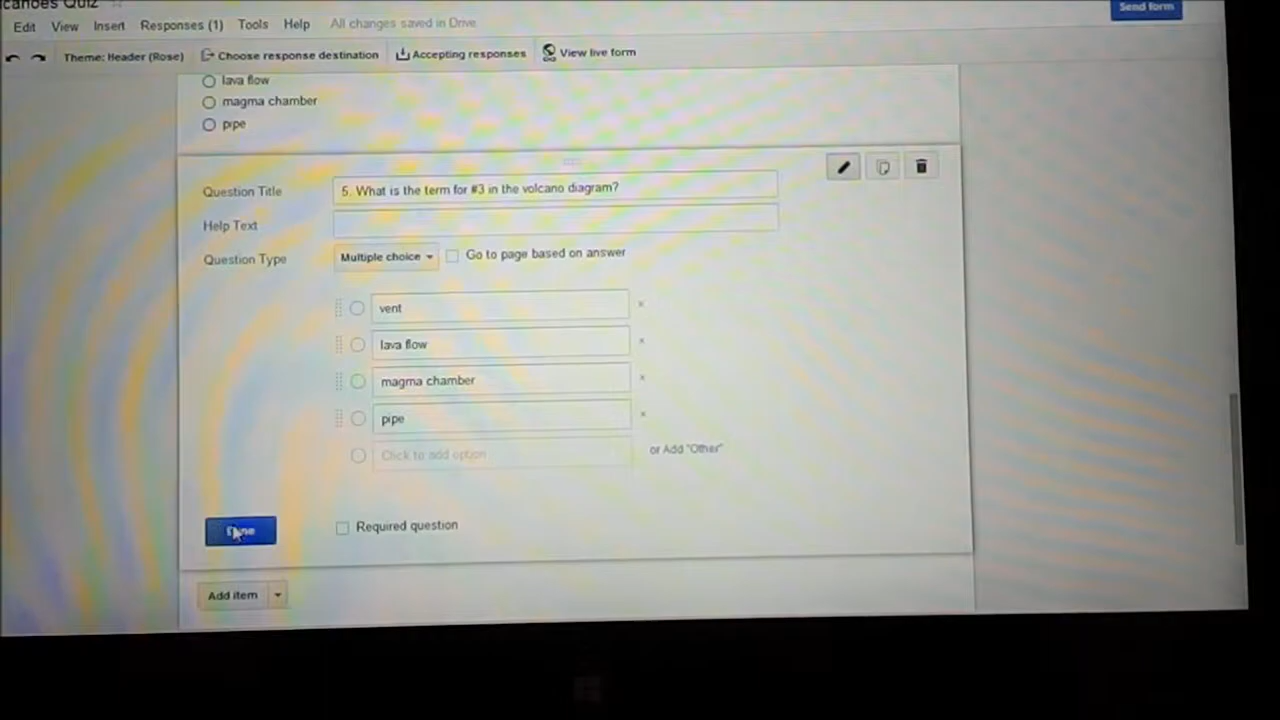 canoes Quiz
Send form
Edit View Insert Responses (1) Tools Help All changes saved in Drive
Theme: Header (Rose) Choose response destination Accepting responses View live form
lava flow
magma chamber
pipe
Question Title 5. What is the term for #3 in the volcano diagram?
Help Text
Question Type Multiple choice Go to page based on answer
vent
lava flow
magma chamber
pipe
Click to add option or Add "Other"
Done Required question
Add item